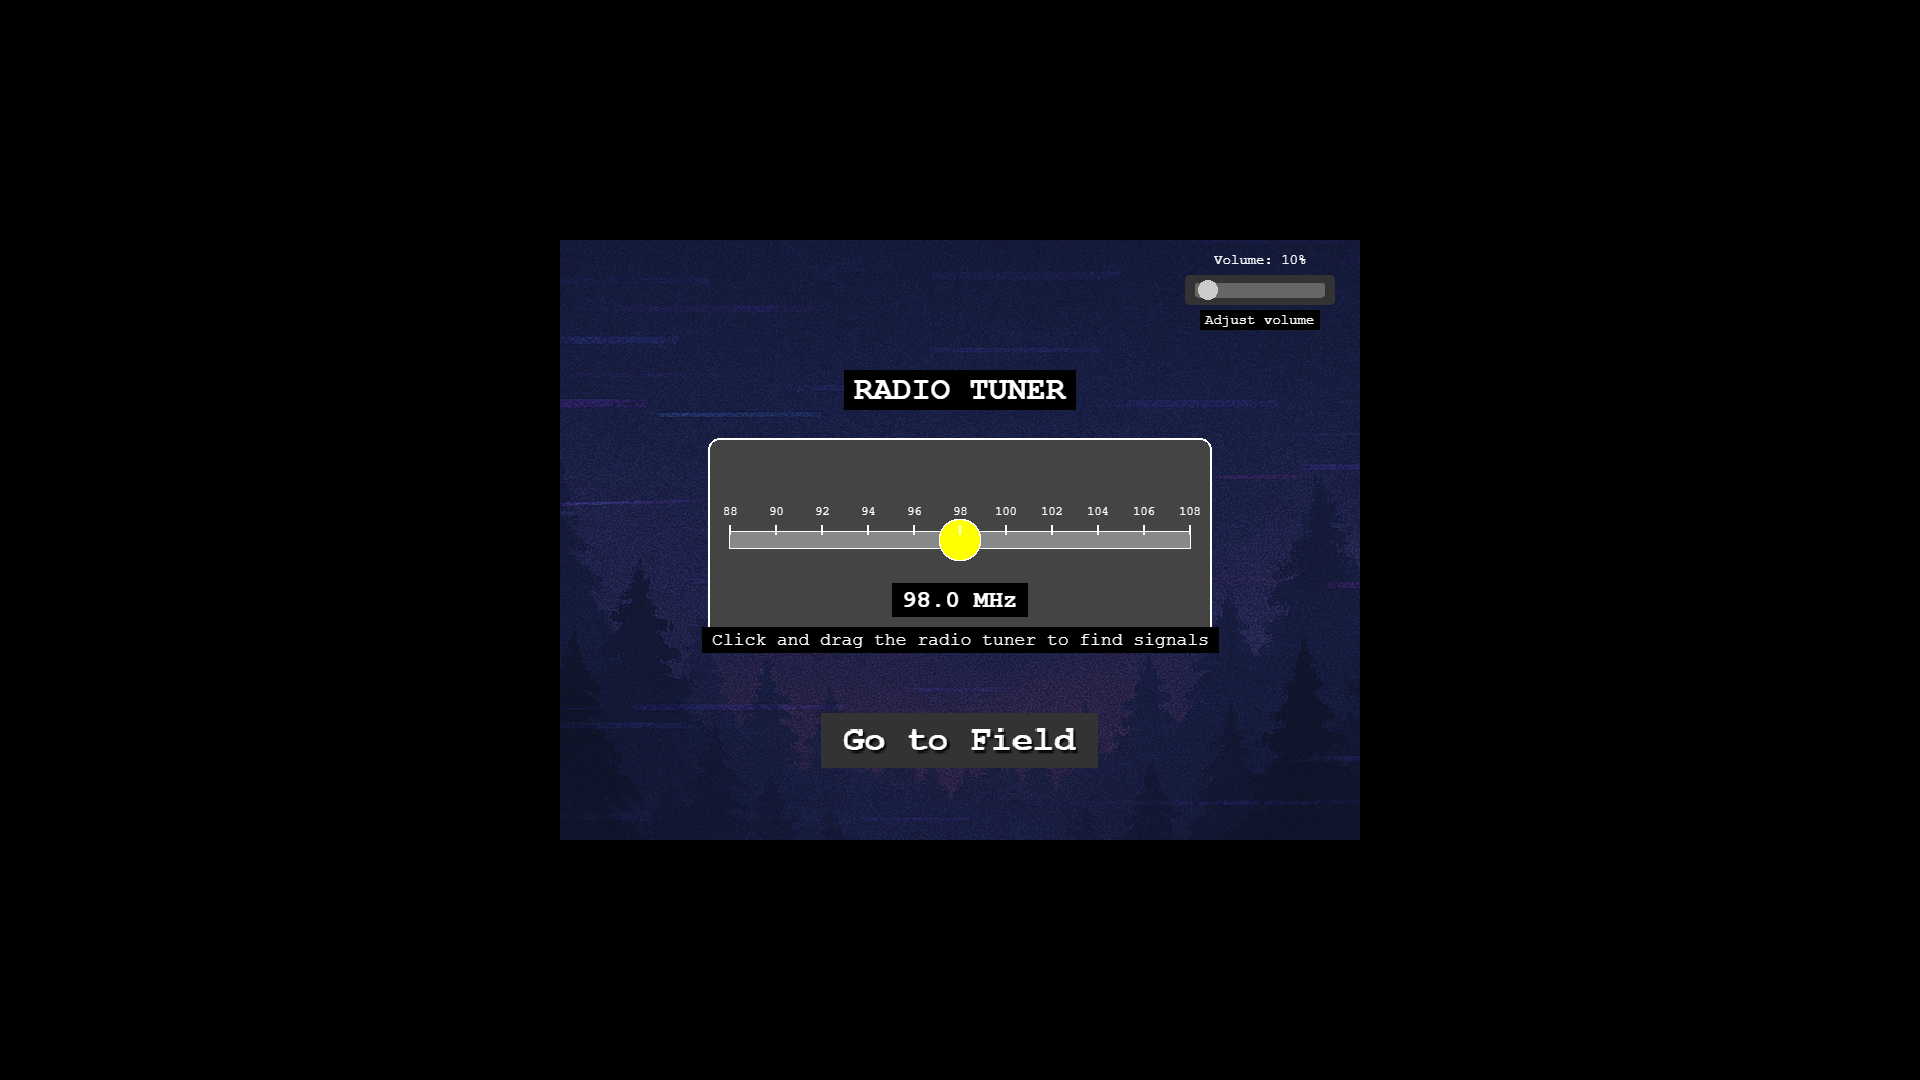 Volume: 10%
Adjust volume
RADIO TUNER
88 90 92 94 96 98 100 102 104 106 108
98.0 MHz
Click and drag the radio tuner to find signals
Go to Field